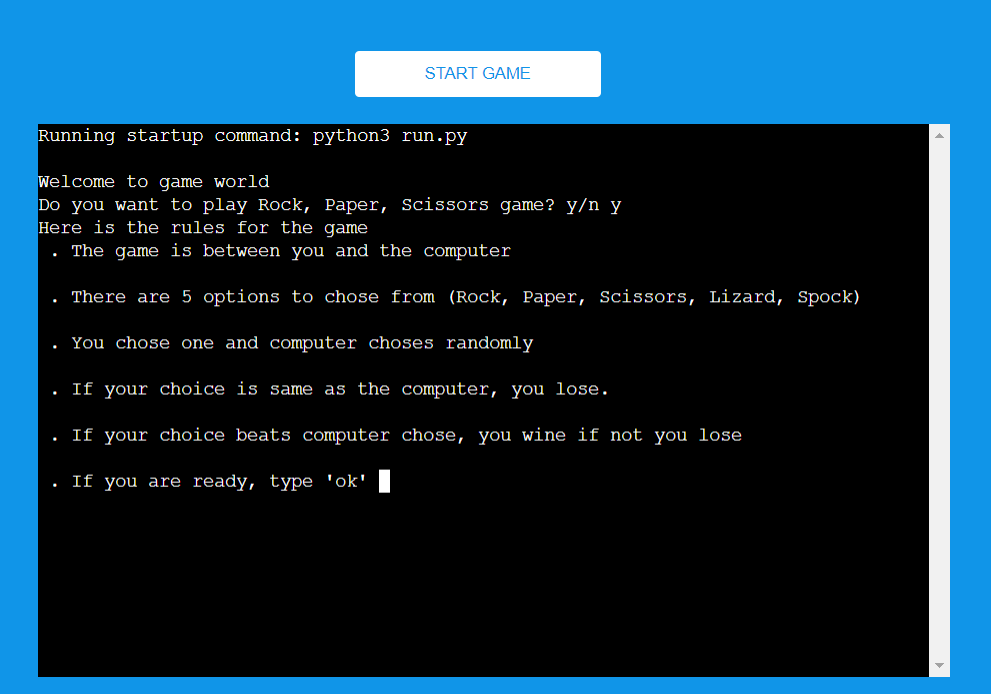 START GAME
Running startup command: python3 run.py
Welcome to game world
Do you want to play Rock, Paper, Scissors game? y/n y
Here is the rules for the game
. The game is between you and the computer
. There are 5 options to chose from (Rock, Paper, Scissors, Lizard, Spock)
. You chose one and computer choses randomly
. If your choice is same as the computer, you lose.
. If your choice beats computer chose, you wine if not you lose
. If you are ready, type 'ok'